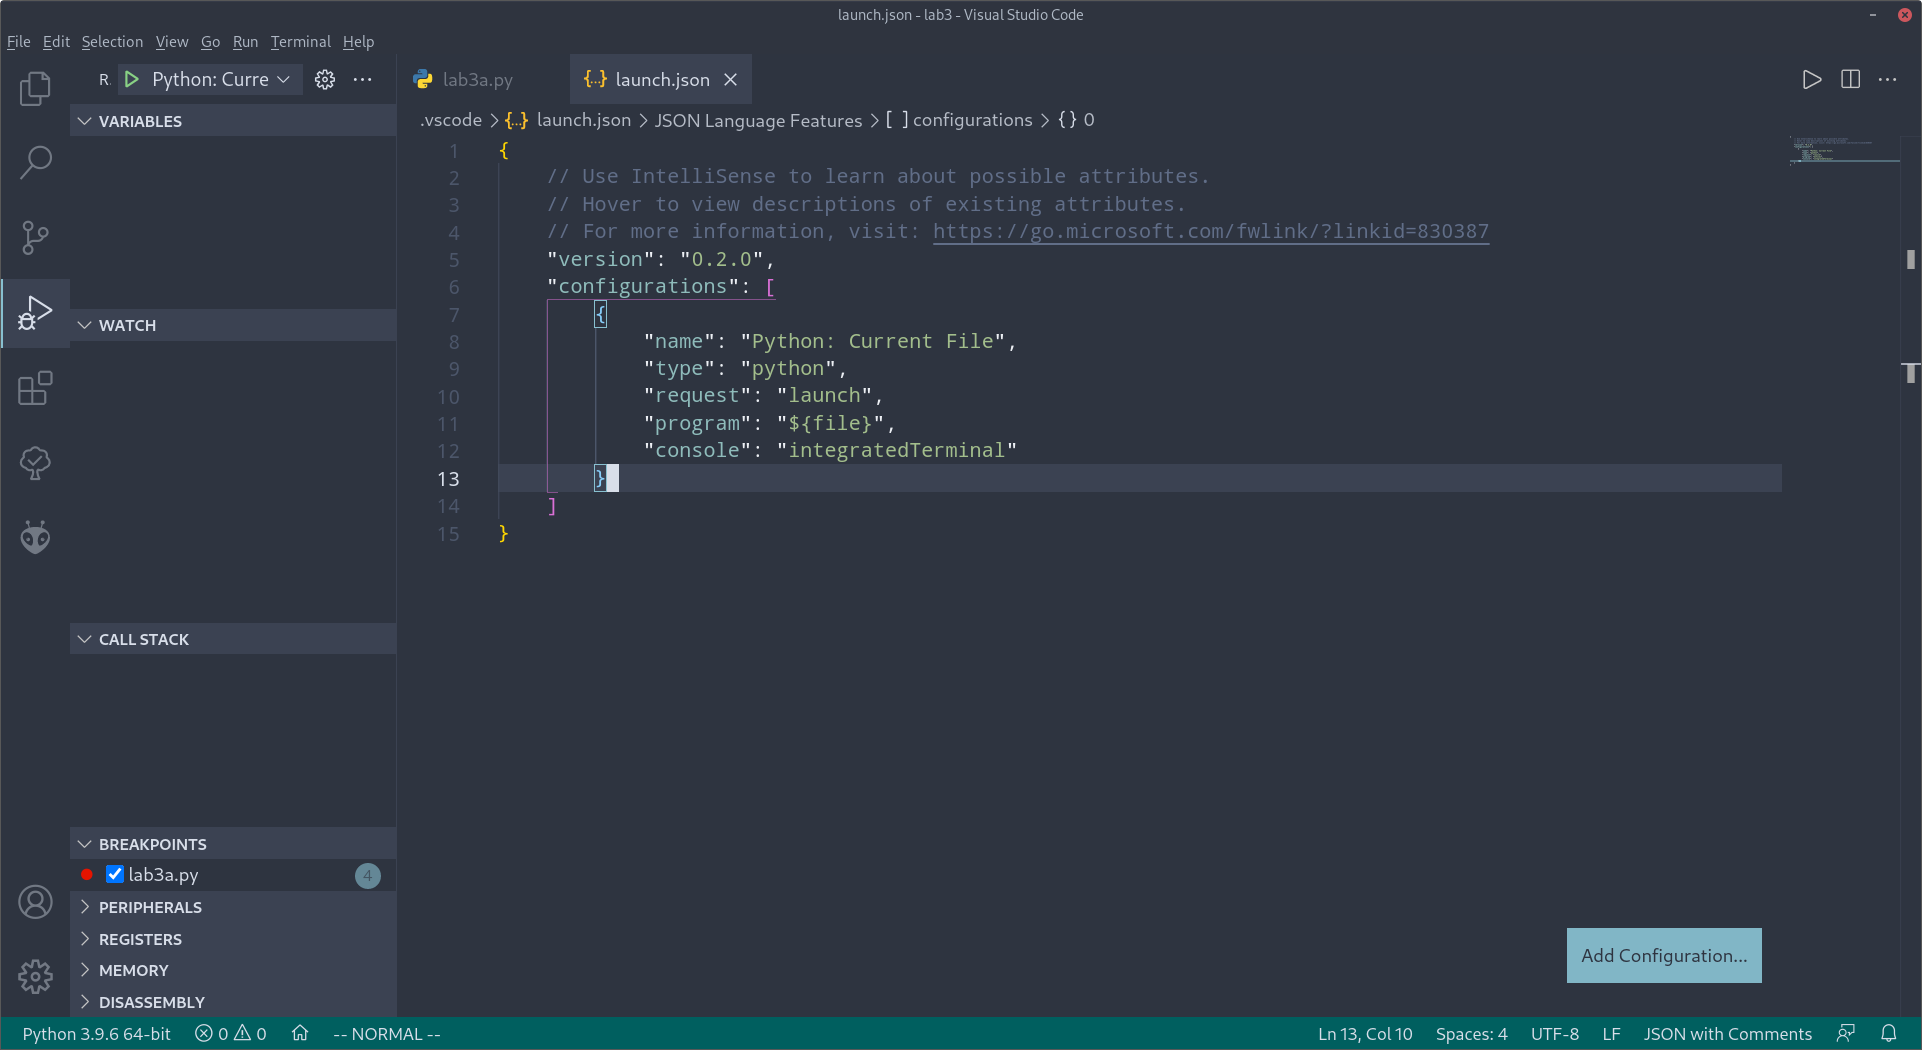 launch.json - lab3 - Visual Studio Code
File Edit Selection View Go Run Terminal Help
R. Python: Curre
lab3a.py
launch.json
VARIABLES
.vscode > {..} launch.json > JSON Language Features > [ ] configurations > { } 0
1 {
2 // Use IntelliSense to learn about possible attributes.
3 // Hover to view descriptions of existing attributes.
4 // For more information, visit: https://go.microsoft.com/fwlink/?linkid=830387
5 "version": "0.2.0",
6 "configurations": [
7 {
8 "name": "Python: Current File",
9 "type": "python",
10 "request": "launch",
11 "program": "${file}",
12 "console": "integratedTerminal"
13 }
14 ]
15 }
WATCH
CALL STACK
BREAKPOINTS
lab3a.py 4
PERIPHERALS
REGISTERS
MEMORY
DISASSEMBLY
Add Configuration...
Python 3.9.6 64-bit 0 0 -- NORMAL -- Ln 13, Col 10 Spaces: 4 UTF-8 LF JSON with Comments